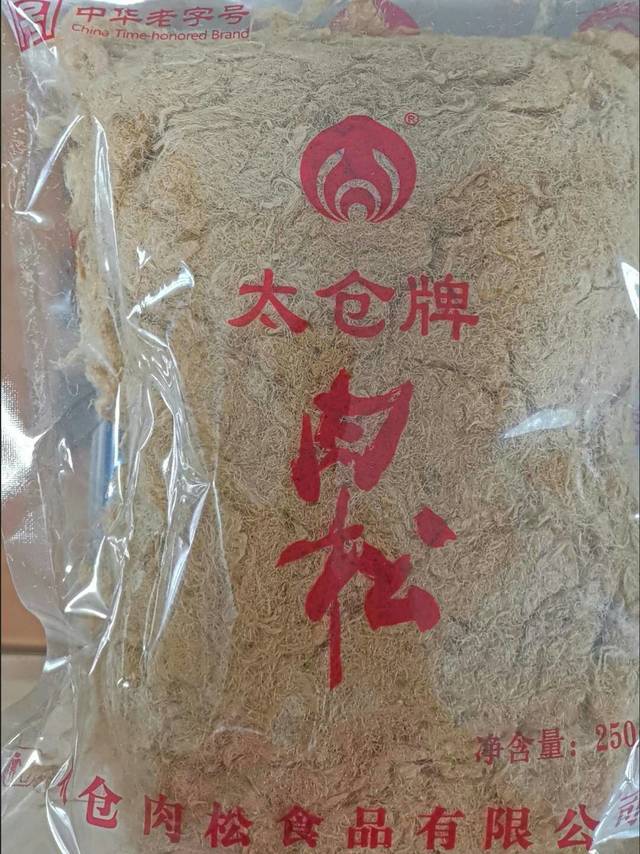 中华老字号
China Time-honored Brand
®
太仓牌
肉松
净含量：250
仓肉松食品有限公